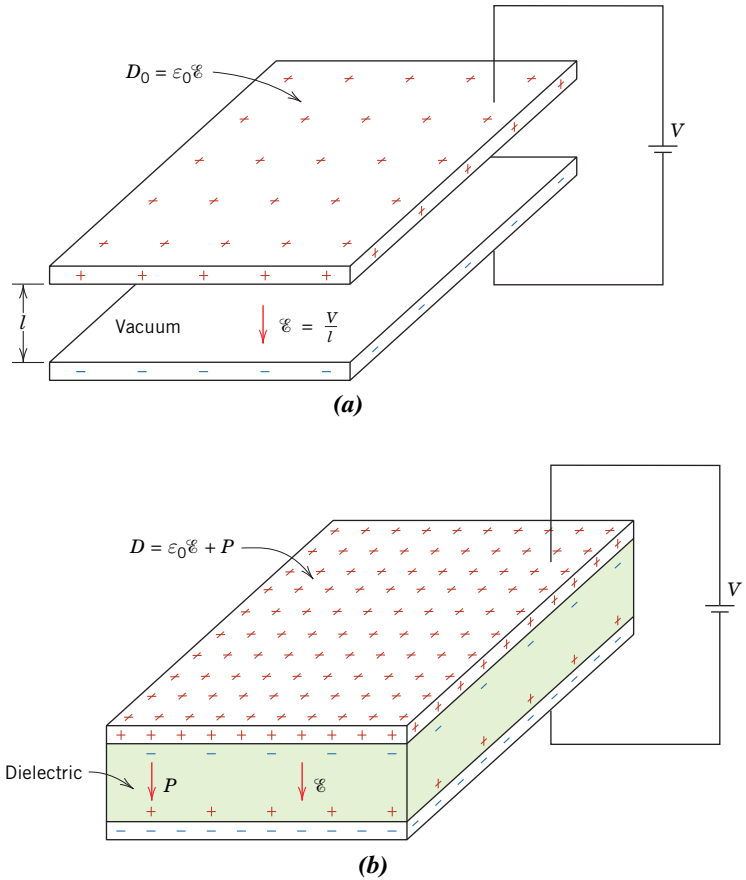 D₀ = ε₀ℰ
V
l
Vacuum
ℰ = V/l
(a)
D = ε₀ℰ + P
V
Dielectric
P
ℰ
(b)